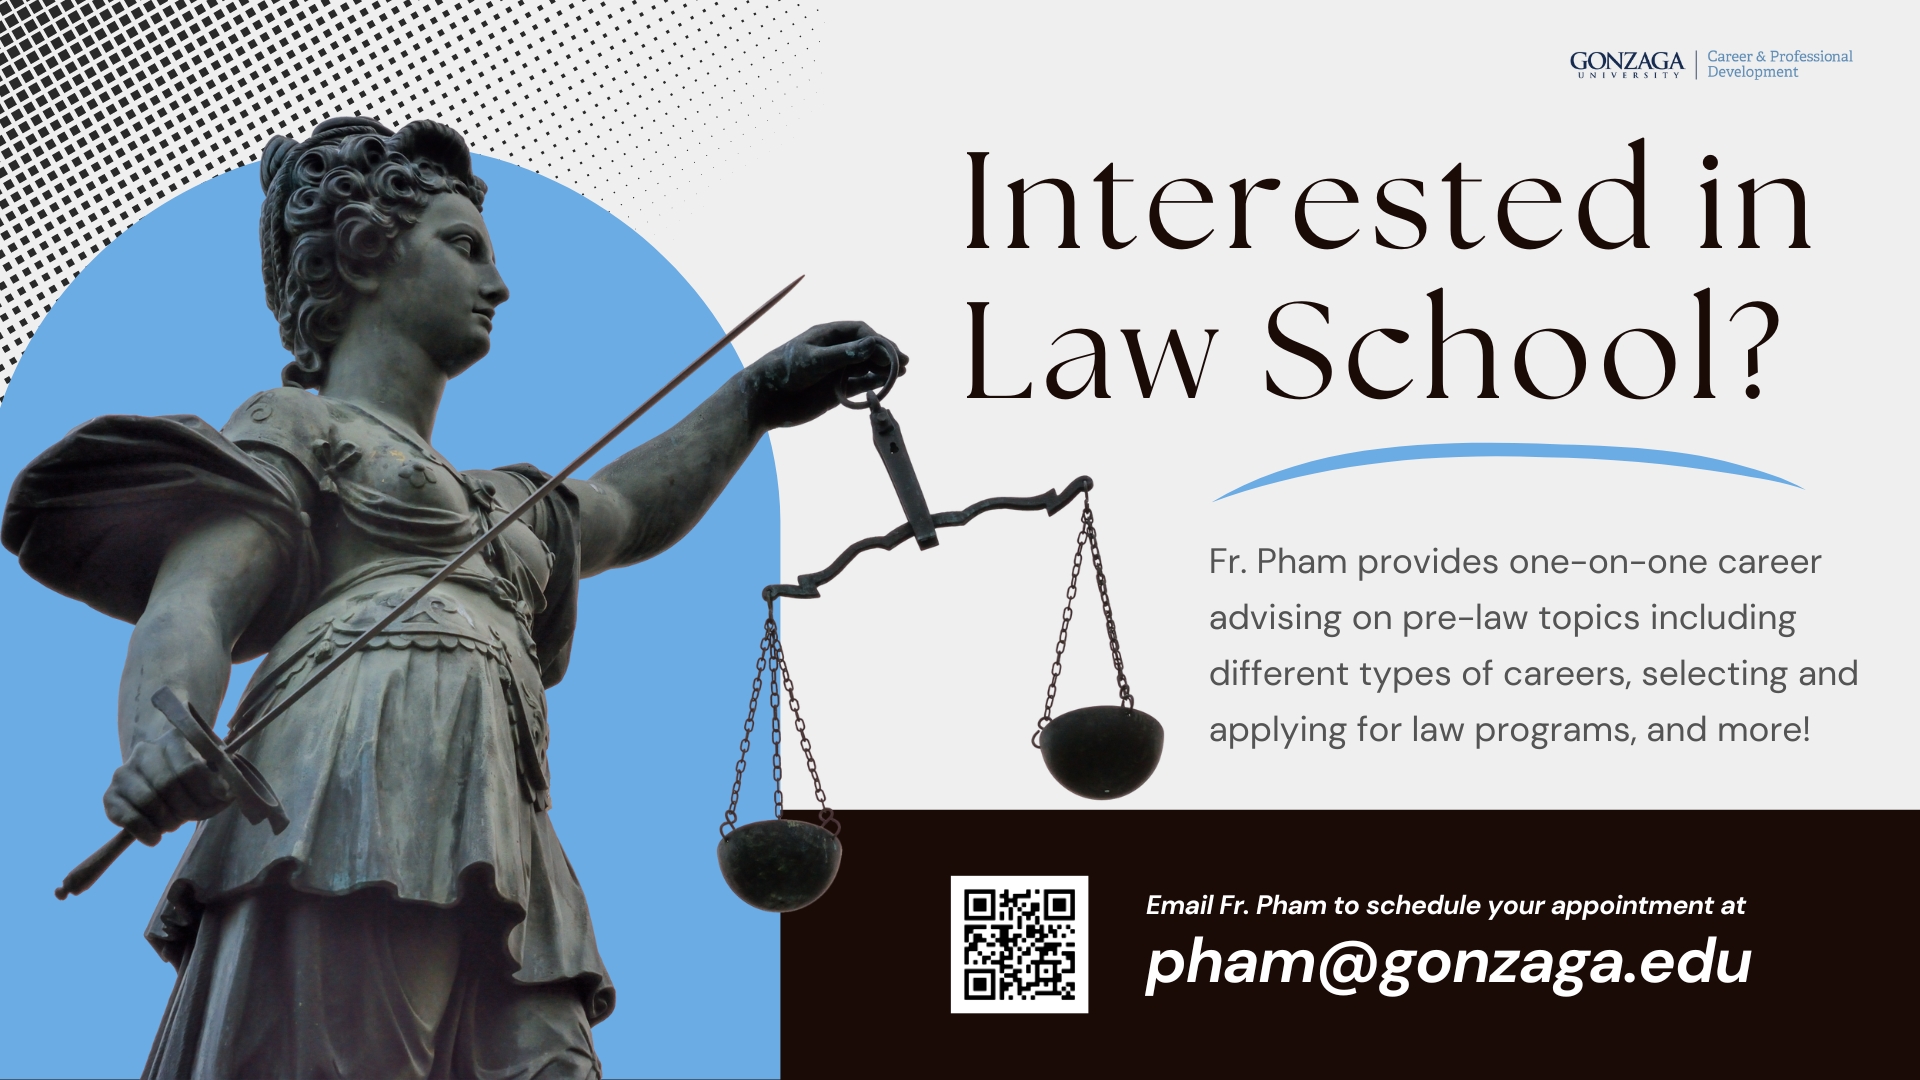 GONZAGA
UNIVERSITY
Career & Professional
Development
Interested in
Law School?
Fr. Pham provides one-on-one career
advising on pre-law topics including
different types of careers, selecting and
applying for law programs, and more!
Email Fr. Pham to schedule your appointment at
pham@gonzaga.edu